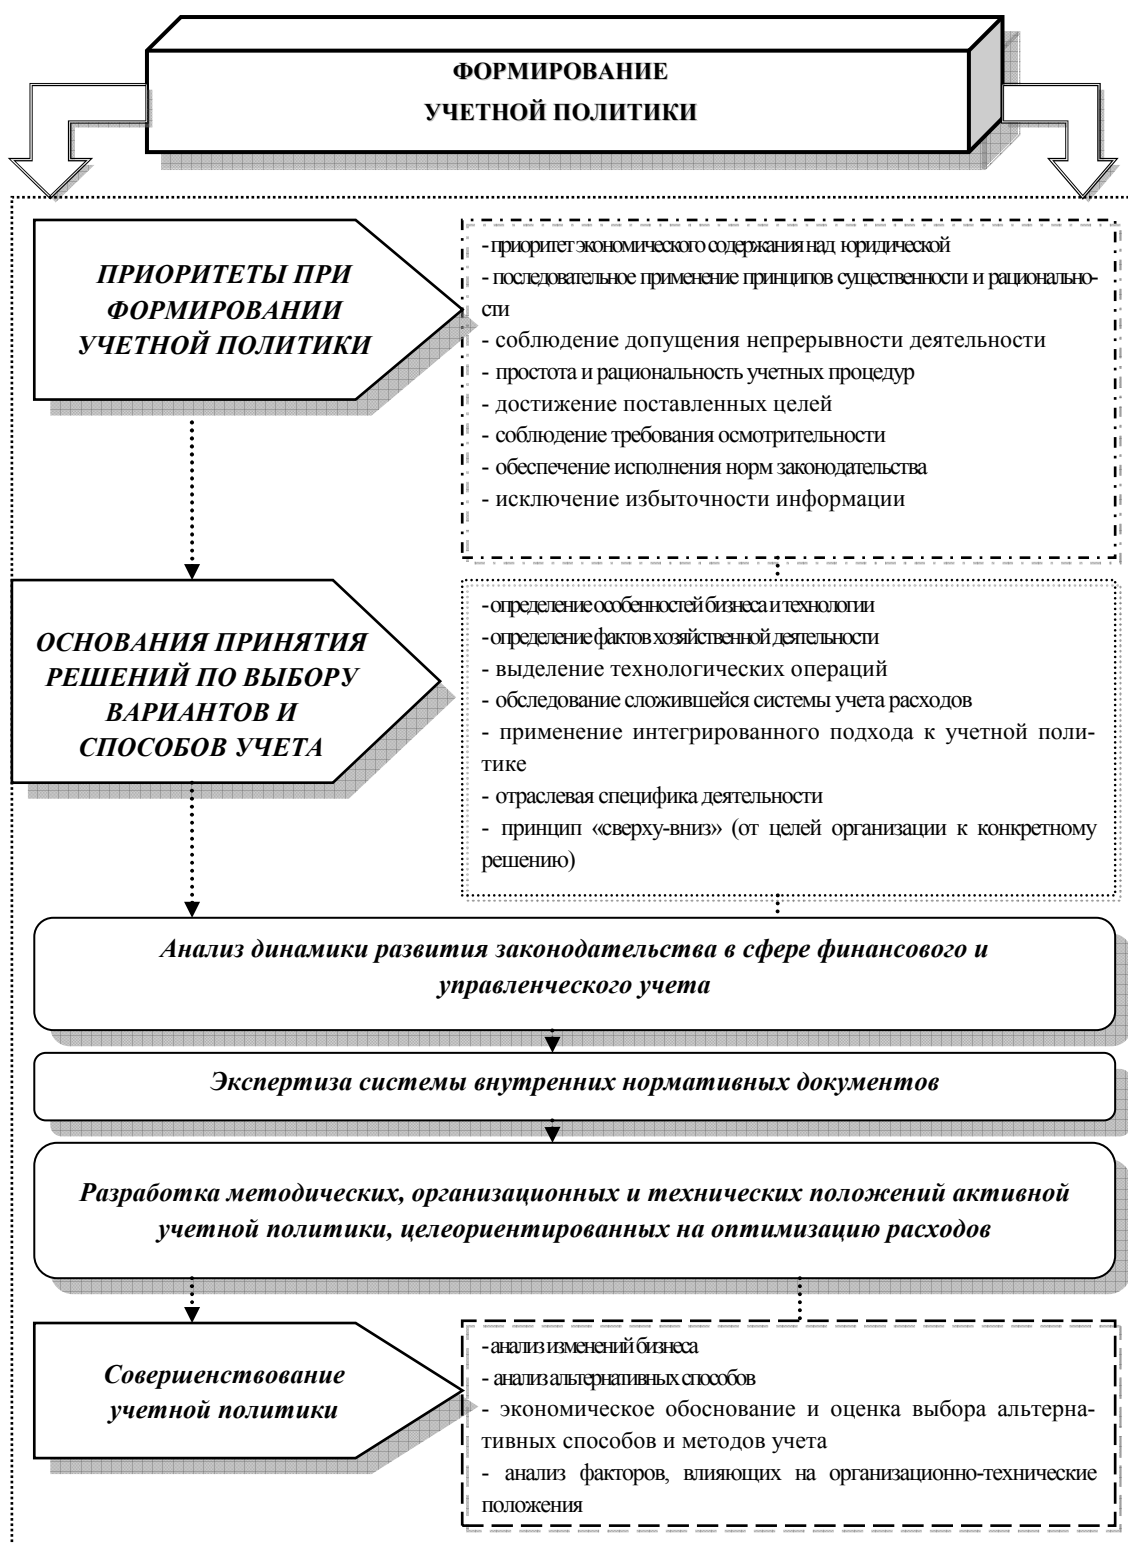 ФОРМИРОВАНИЕ
УЧЕТНОЙ ПОЛИТИКИ
ПРИОРИТЕТЫ ПРИ
ФОРМИРОВАНИИ
УЧЕТНОЙ ПОЛИТИКИ
- приоритет экономического содержания над юридической
- последовательное применение принципов существенности и рационально-
сти
- соблюдение допущения непрерывности деятельности
- простота и рациональность учетных процедур
- достижение поставленных целей
- соблюдение требования осмотрительности
- обеспечение исполнения норм законодательства
- исключение избыточности информации
ОСНОВАНИЯ ПРИНЯТИЯ
РЕШЕНИЙ ПО ВЫБОРУ
ВАРИАНТОВ И
СПОСОБОВ УЧЕТА
- определение особенностей бизнеса и технологии
- определение фактов хозяйственной деятельности
- выделение технологических операций
- обследование сложившейся системы учета расходов
- применение интегрированного подхода к учетной поли-
тике
- отраслевая специфика деятельности
- принцип «сверху-вниз» (от целей организации к конкретному
решению)
Анализ динамики развития законодательства в сфере финансового и
управленческого учета
Экспертиза системы внутренних нормативных документов
Разработка методических, организационных и технических положений активной
учетной политики, целеориентированных на оптимизацию расходов
Совершенствование
учетной политики
- анализ изменений бизнеса
- анализ альтернативных способов
- экономическое обоснование и оценка выбора альтерна-
тивных способов и методов учета
- анализ факторов, влияющих на организационно-технические
положения